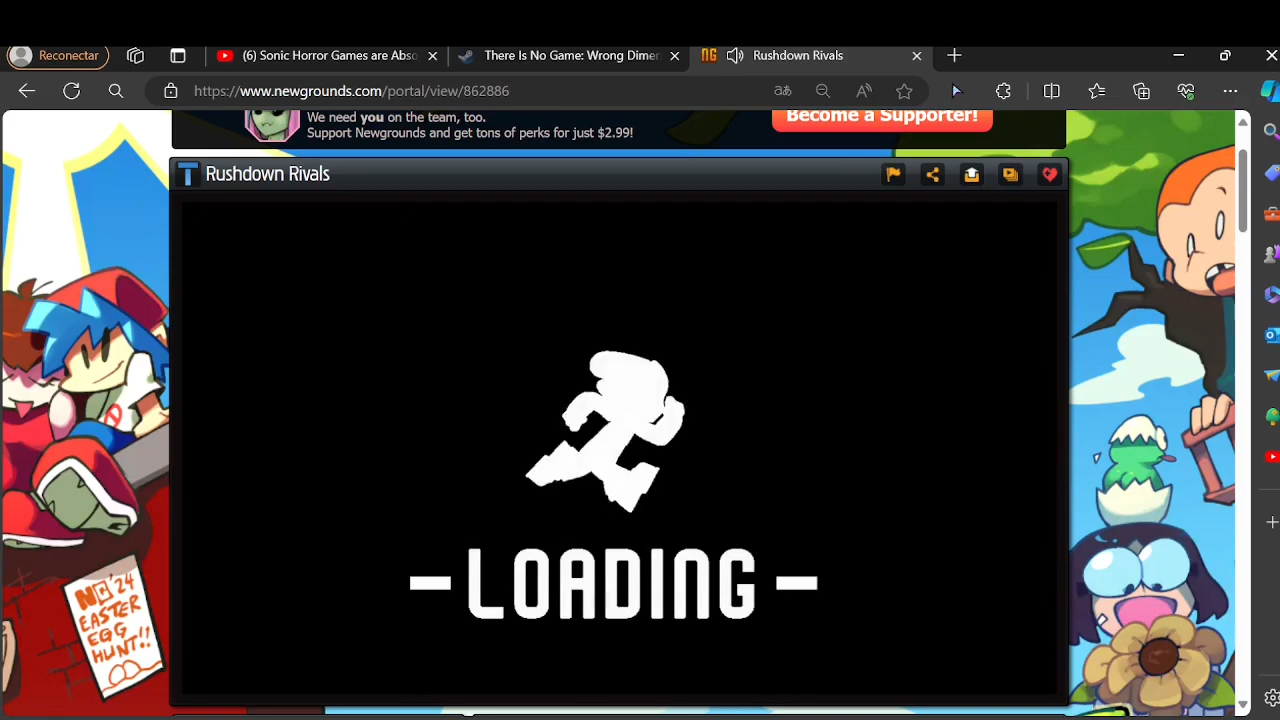 Reconectar
(6) Sonic Horror Games are Abso
There Is No Game: Wrong Dimen
NG
Rushdown Rivals
https://www.newgrounds.com/portal/view/862886
We need you on the team, too.
Support Newgrounds and get tons of perks for just $2.99!
Become a Supporter!
T Rushdown Rivals
– LOADING –
NG '24
EASTER
EGG
HUNT!!